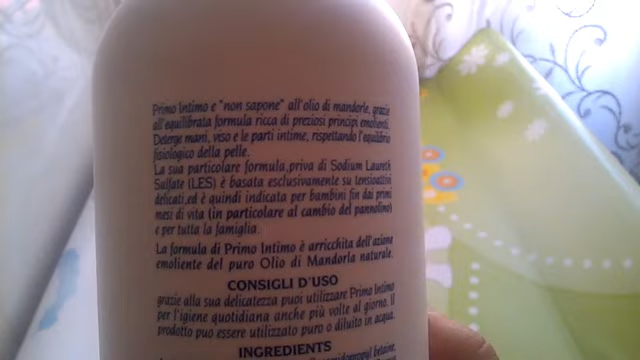 Primo Intimo e "non sapone" all'olio di mandorle, grazie
all'equilibrata formula ricca di preziosi principi emolienti.
Deterge mani, viso e le parti intime, rispettando l'equilibrio
fisiologico della pelle.
La sua particolare formula,priva di Sodium Laureth
Sulfate (LES) è basata esclusivamente su tensioattivi
delicati,ed è quindi indicata per bambini fin dai primi
mesi di vita (in particolare al cambio del pannolino)
e per tutta la famiglia.
La formula di Primo Intimo è arricchita dell'azione
emoliente del puro Olio di Mandorla naturale.
CONSIGLI D'USO
grazie alla sua delicatezza puoi utilizzare Primo Intimo
per l'igiene quotidiana anche più volte al giorno. Il
prodotto puo essere utilizzato puro o diluito in acqua.
INGREDIENTS
betaine,